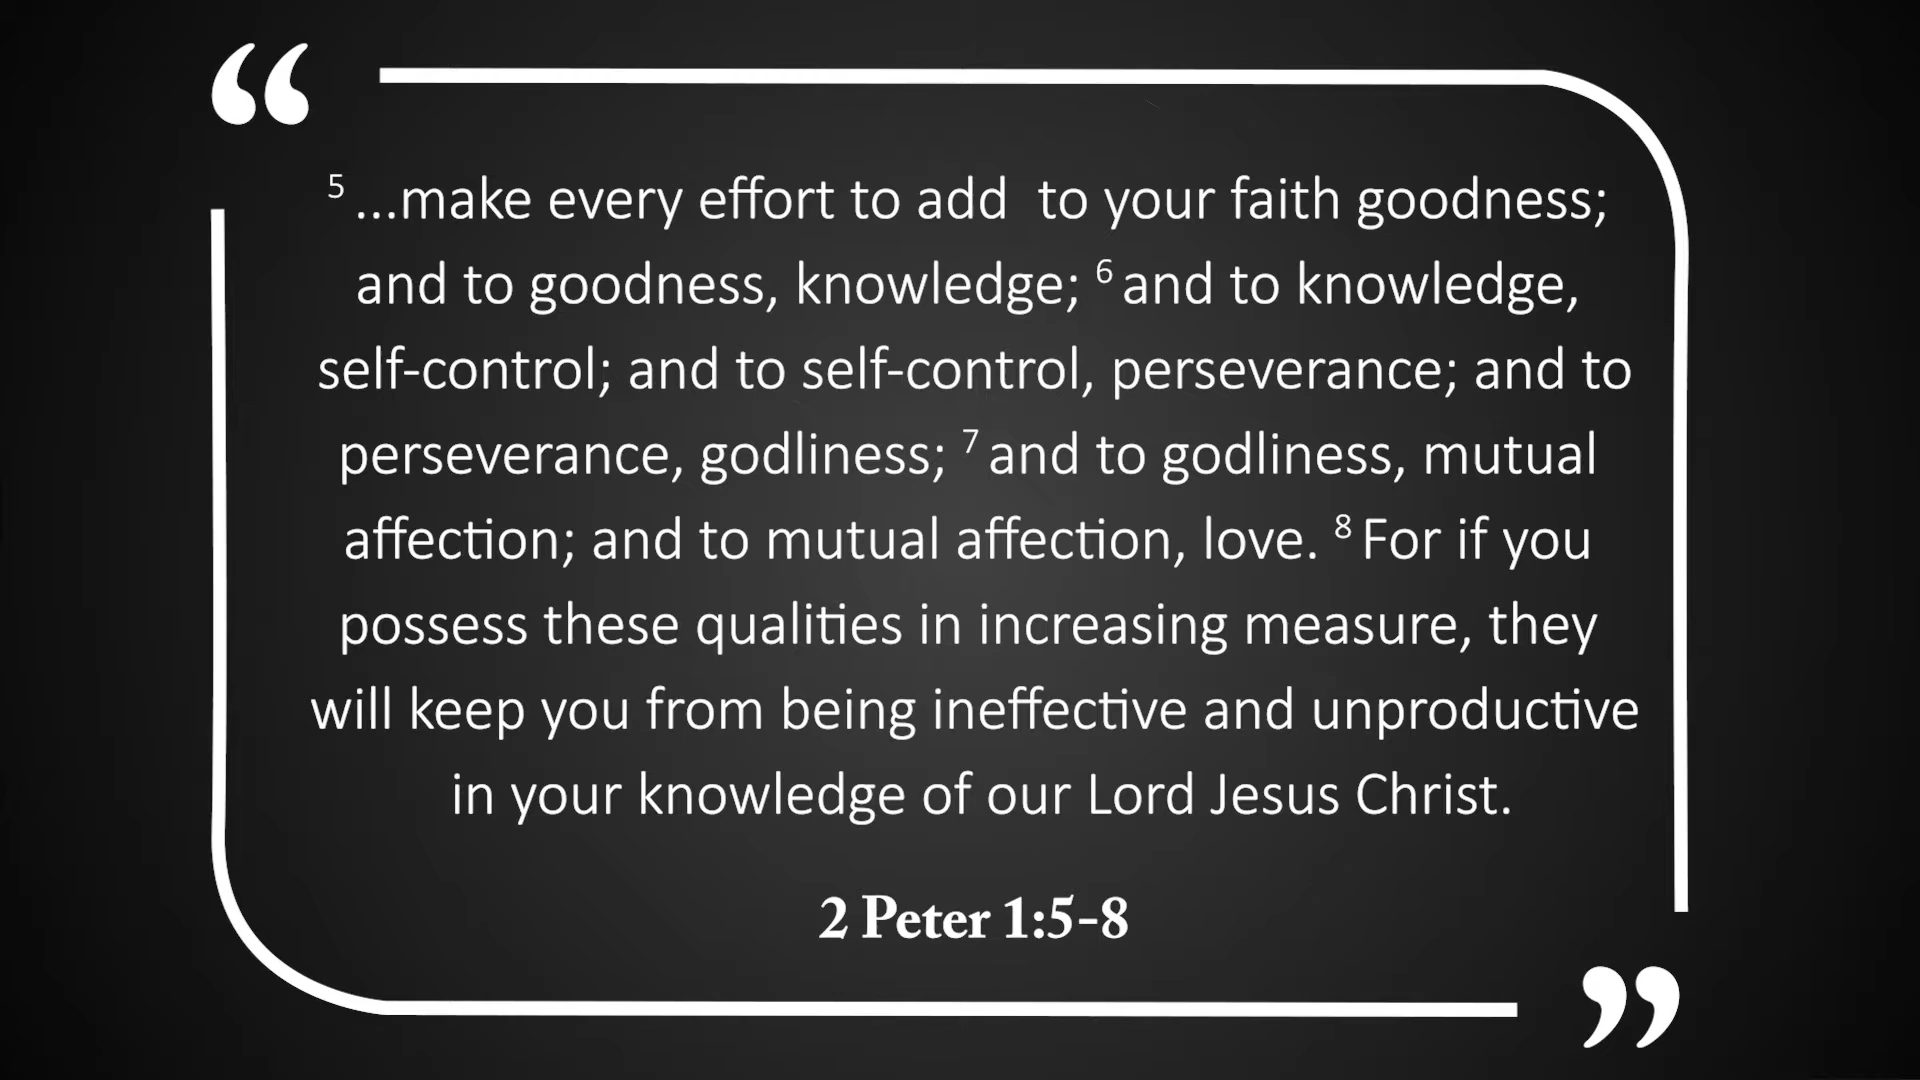 “
5 ...make every effort to add  to your faith goodness;
and to goodness, knowledge; 6 and to knowledge,
self-control; and to self-control, perseverance; and to
perseverance, godliness; 7 and to godliness, mutual
affection; and to mutual affection, love. 8 For if you
possess these qualities in increasing measure, they
will keep you from being ineffective and unproductive
in your knowledge of our Lord Jesus Christ.
2 Peter 1:5-8
”